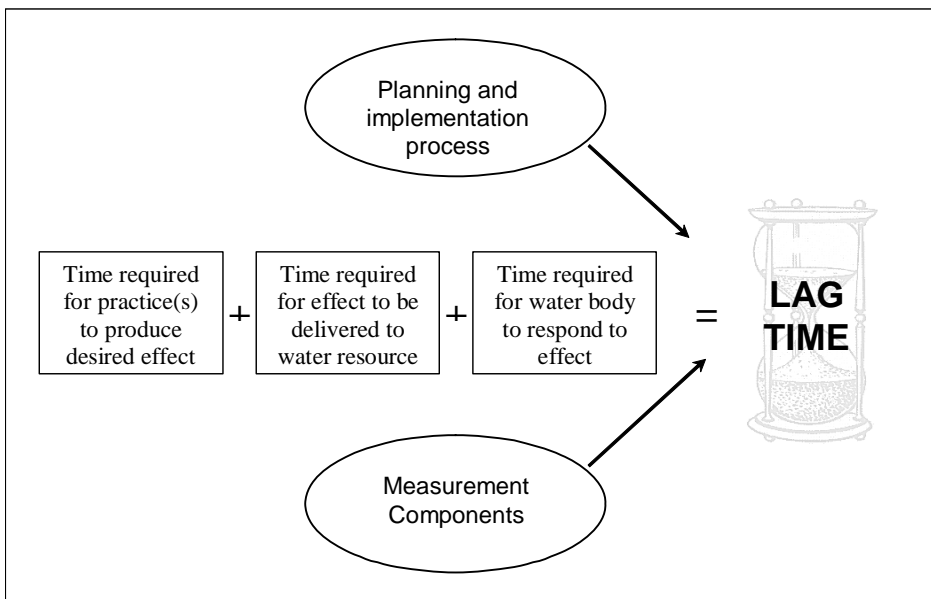 Planning and
implementation
process
Time required
for practice(s)
to produce
desired effect
+
Time required
for effect to be
delivered to
water resource
+
Time required
for water body
to respond to
effect
=
LAG
TIME
Measurement
Components